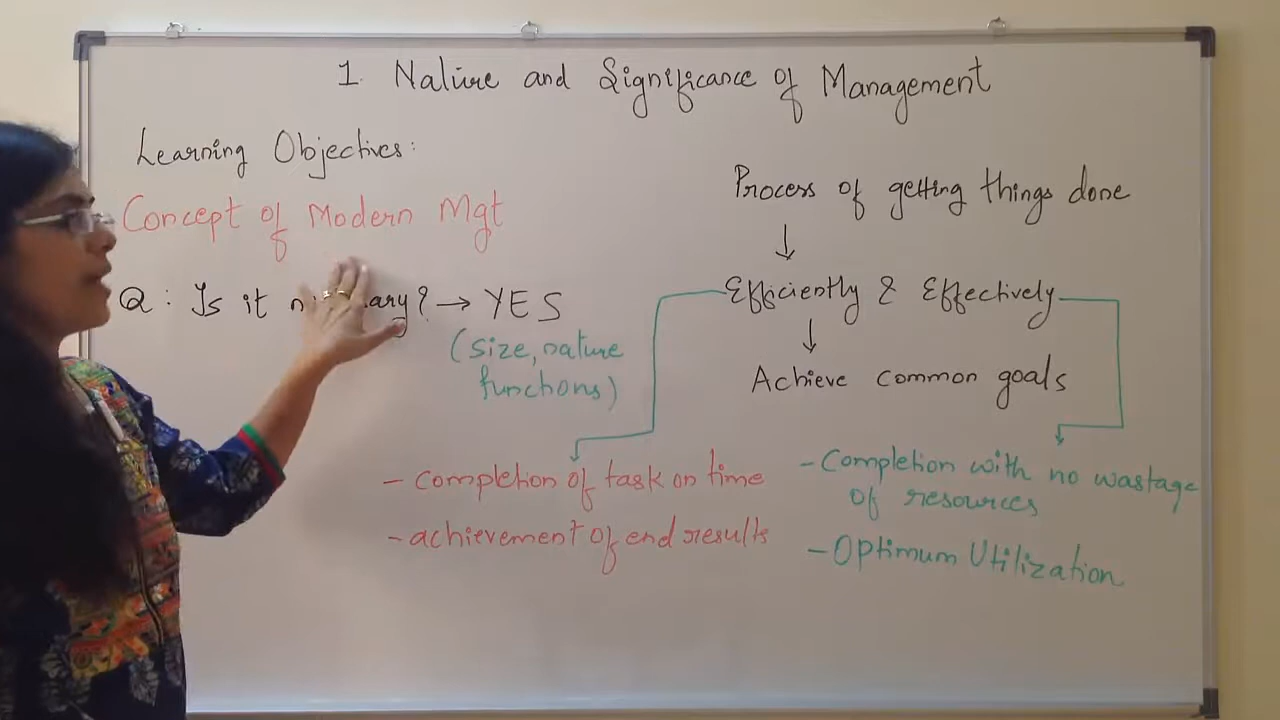 1. Nature and Significance of Management
Learning Objectives:
Concept of Modern Mgt
Q: Is it ? → YES
(size, nature
functions)
Process of getting things done
↓
Efficiently & Effectively
↓
Achieve common goals
- completion of task on time
- achievement of end results
- Completion with no wastage
of resources
- Optimum Utilization